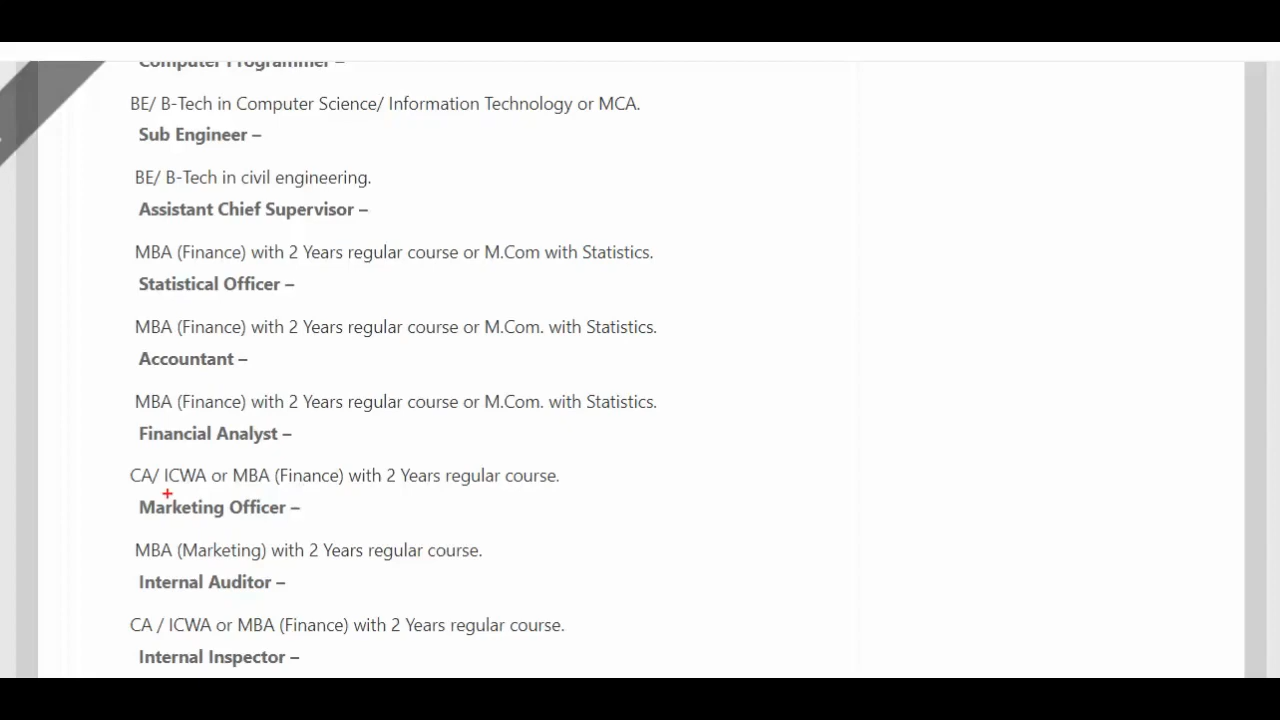 Computer Programmer –
BE/ B-Tech in Computer Science/ Information Technology or MCA.
Sub Engineer –
BE/ B-Tech in civil engineering.
Assistant Chief Supervisor –
MBA (Finance) with 2 Years regular course or M.Com with Statistics.
Statistical Officer –
MBA (Finance) with 2 Years regular course or M.Com. with Statistics.
Accountant –
MBA (Finance) with 2 Years regular course or M.Com. with Statistics.
Financial Analyst –
CA/ ICWA or MBA (Finance) with 2 Years regular course.
Marketing Officer –
MBA (Marketing) with 2 Years regular course.
Internal Auditor –
CA / ICWA or MBA (Finance) with 2 Years regular course.
Internal Inspector –